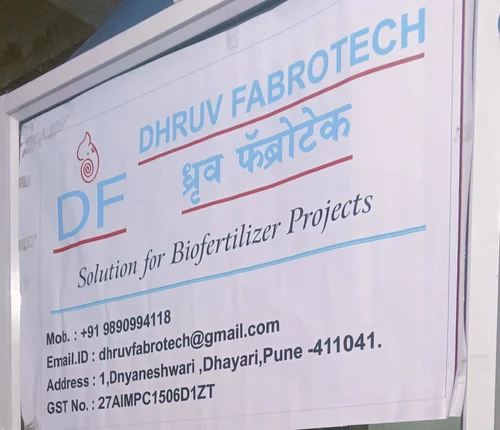 DHRUV FABROTECH
ध्रृव फॅब्रोटेक
DF
Solution for Biofertilizer Projects
Mob. : +91 9890994118
Email.ID : dhruvfabrotech@gmail.com
Address : 1,Dnyaneshwari ,Dhayari,Pune -411041.
GST No. : 27AIMPC1506D1ZT